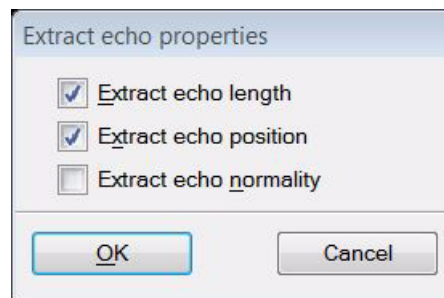 Extract echo properties
Extract echo length
Extract echo position
Extract echo normality
OK
Cancel